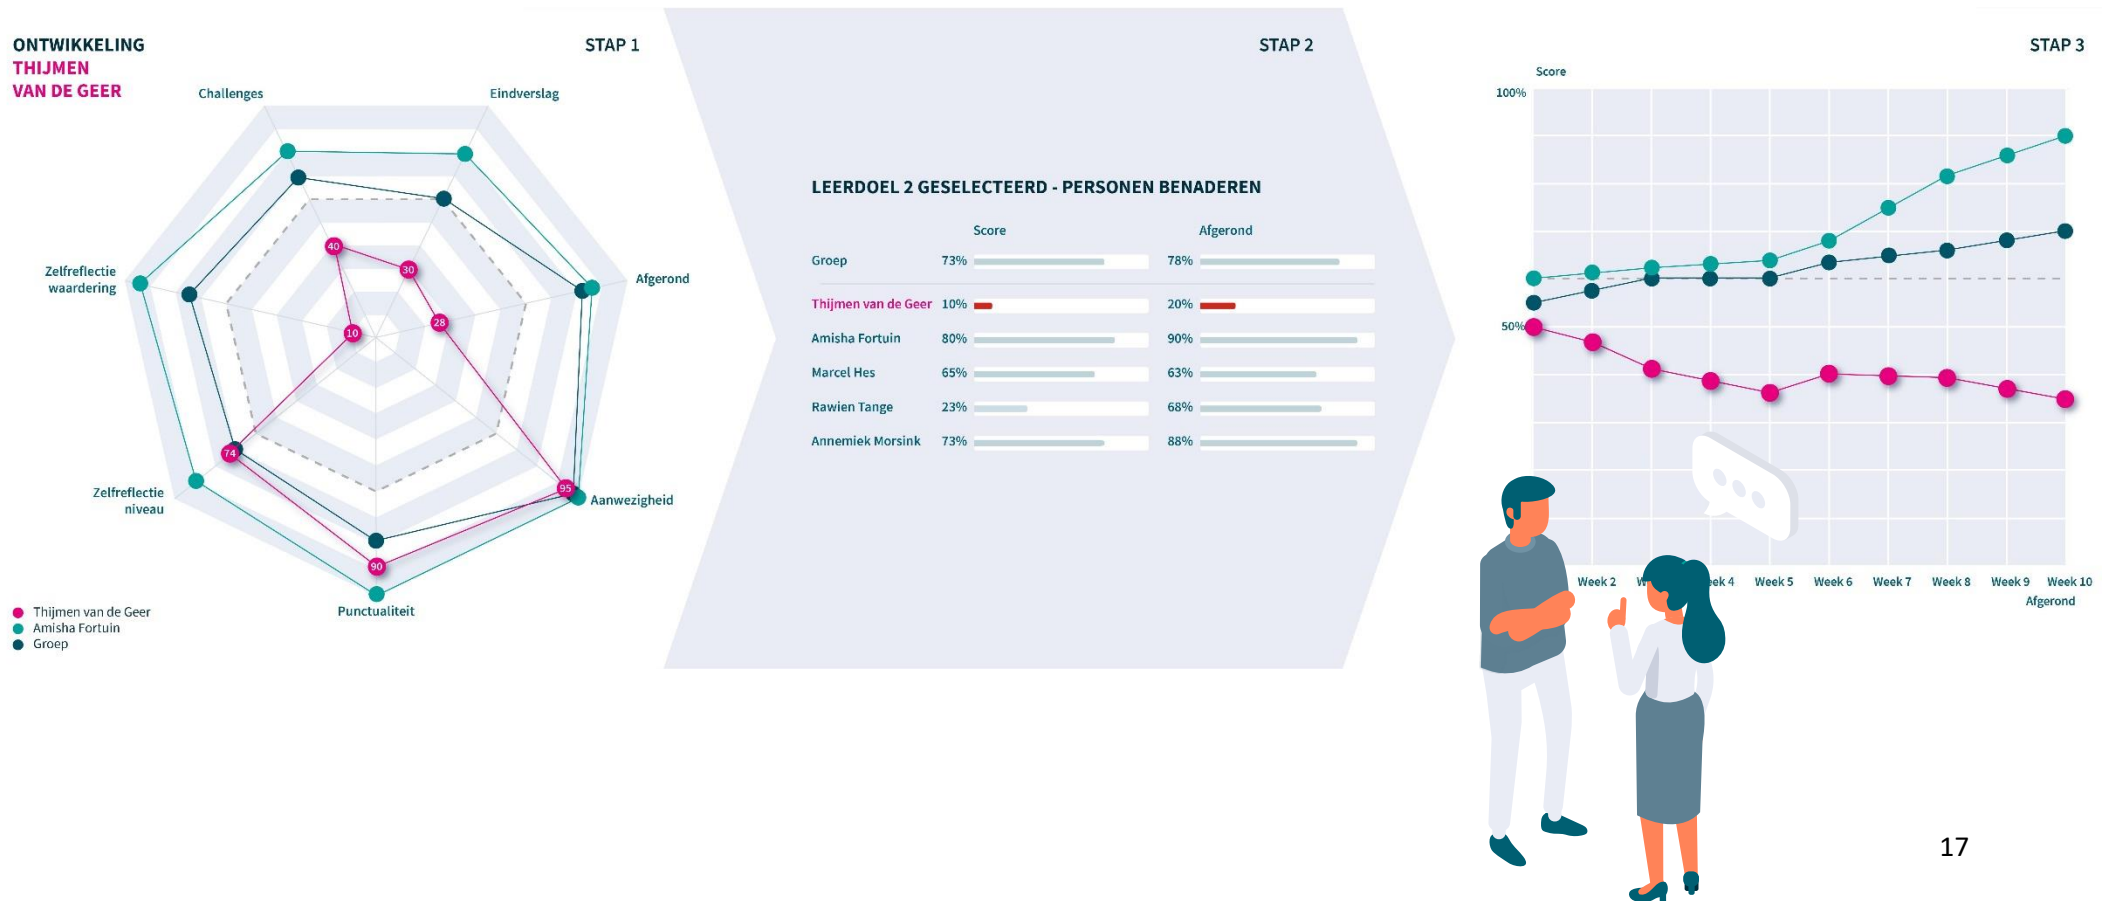 ONTWIKKELING
THIJMEN
VAN DE GEER
STAP 1
Challenges
Eindverslag
Zelfreflectie
waardering
Afgerond
Zelfreflectie
niveau
Aanwezigheid
Punctualiteit
40
30
28
10
74
95
90
Thijmen van de Geer
Amisha Fortuin
Groep
STAP 2
LEERDOEL 2 GESELECTEERD - PERSONEN BENADEREN
Score Afgerond
Groep 73% 78%
Thijmen van de Geer 10% 20%
Amisha Fortuin 80% 90%
Marcel Hes 65% 63%
Rawien Tange 23% 68%
Annemiek Morsink 73% 88%
STAP 3
Score
100%
50%
Week 2 Week 5 Week 6 Week 7 Week 8 Week 9 Week 10
Afgerond
17